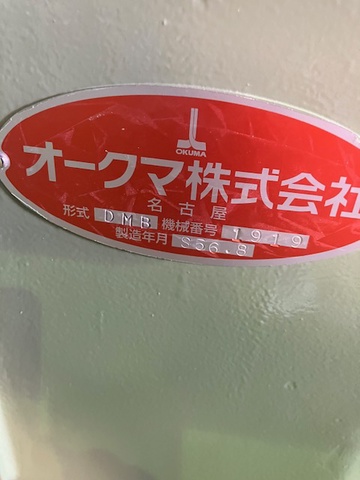 OKUMA
オークマ株式会社
名古屋
形式 DMB 機械番号 1919
製造年月 S56.8